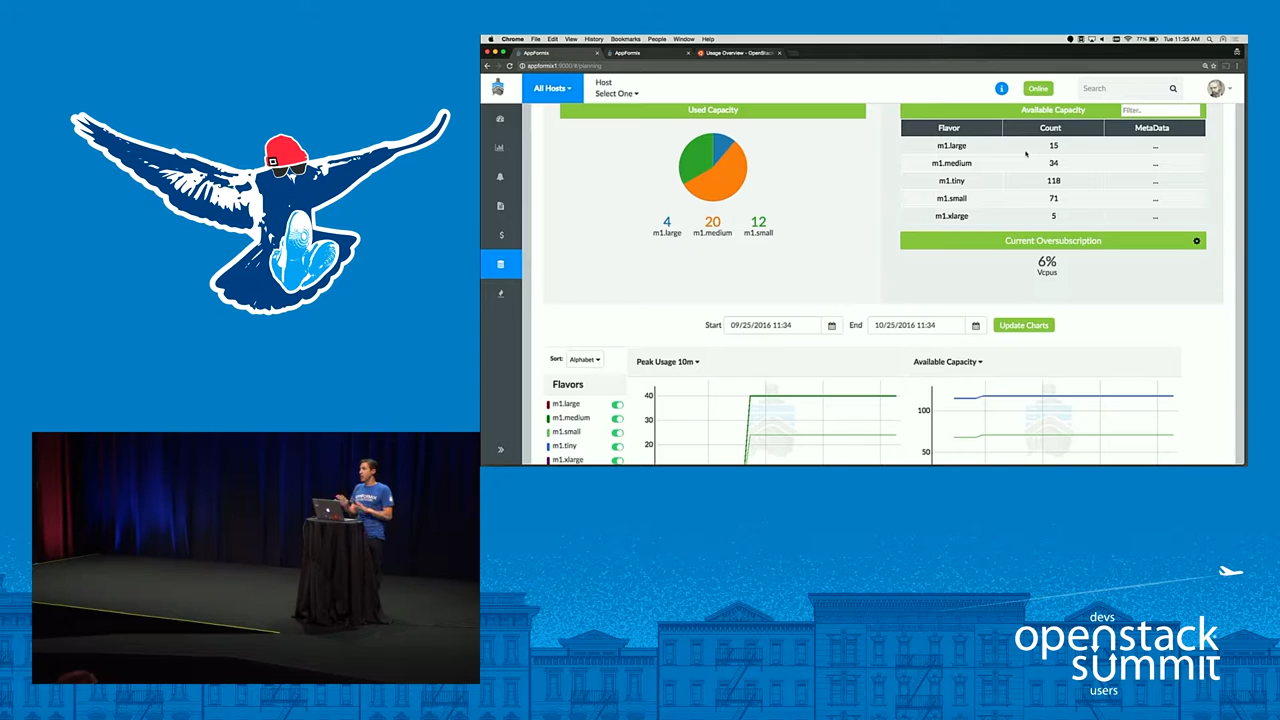 Chrome File Edit View History Bookmarks People Window Help
77% Tue 11:35 AM
AppFormix
AppFormix
Usage Overview - OpenStack
appformix1:9000/#/planning
All Hosts
Host
Select One
Online
Search
Used Capacity
4 20 12
m1.large m1.medium m1.small
Available Capacity Filter..
Flavor Count MetaData
m1.large 15 ...
m1.medium 34 ...
m1.tiny 118 ...
m1.small 71 ...
m1.xlarge 5 ...
Current Oversubscription
6%
Vcpus
Start 09/25/2016 11:34 End 10/25/2016 11:34 Update Charts
Sort: Alphabet
Flavors
m1.large
m1.medium
m1.small
m1.tiny
m1.xlarge
Peak Usage 10m
40
30
20
Available Capacity
100
50
APPFORMIX
devs
openstack
summit
users